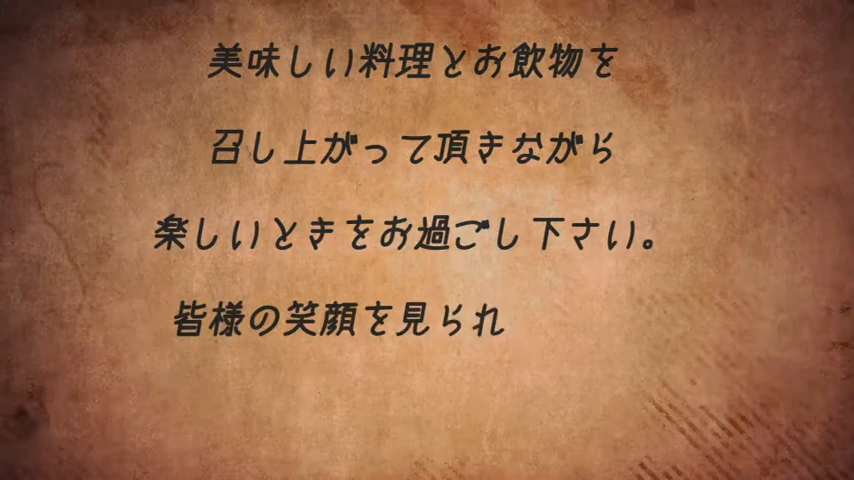 美味しい料理とお飲物を
召し上がって頂きながら
楽しいときをお過ごし下さい。
皆様の笑顔を見られ